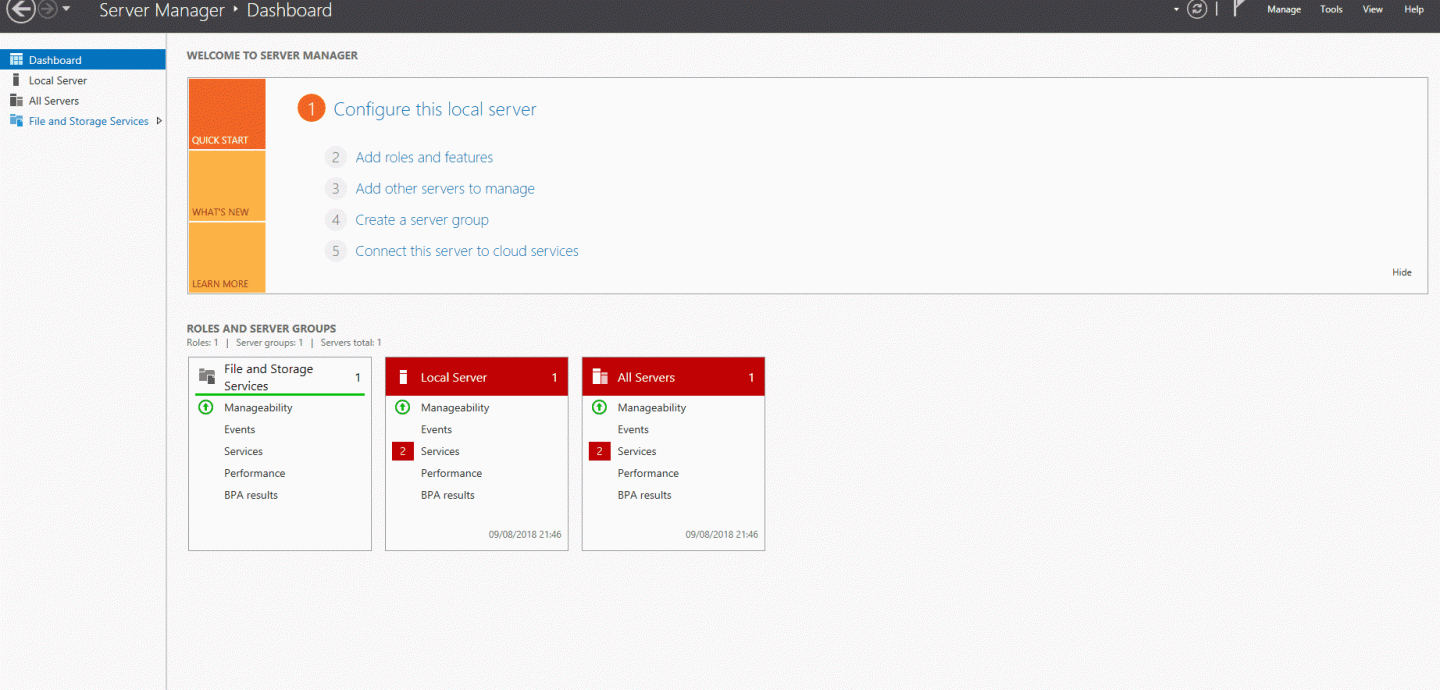 Server Manager ‣ Dashboard
Manage Tools View Help
Dashboard
Local Server
All Servers
File and Storage Services
WELCOME TO SERVER MANAGER
QUICK START
WHAT'S NEW
LEARN MORE
1 Configure this local server
2 Add roles and features
3 Add other servers to manage
4 Create a server group
5 Connect this server to cloud services
Hide
ROLES AND SERVER GROUPS
Roles: 1 | Server groups: 1 | Servers total: 1
File and Storage
Services
1
Manageability
Events
Services
Performance
BPA results
Local Server 1
Manageability
Events
2 Services
Performance
BPA results
09/08/2018 21:46
All Servers 1
Manageability
Events
2 Services
Performance
BPA results
09/08/2018 21:46